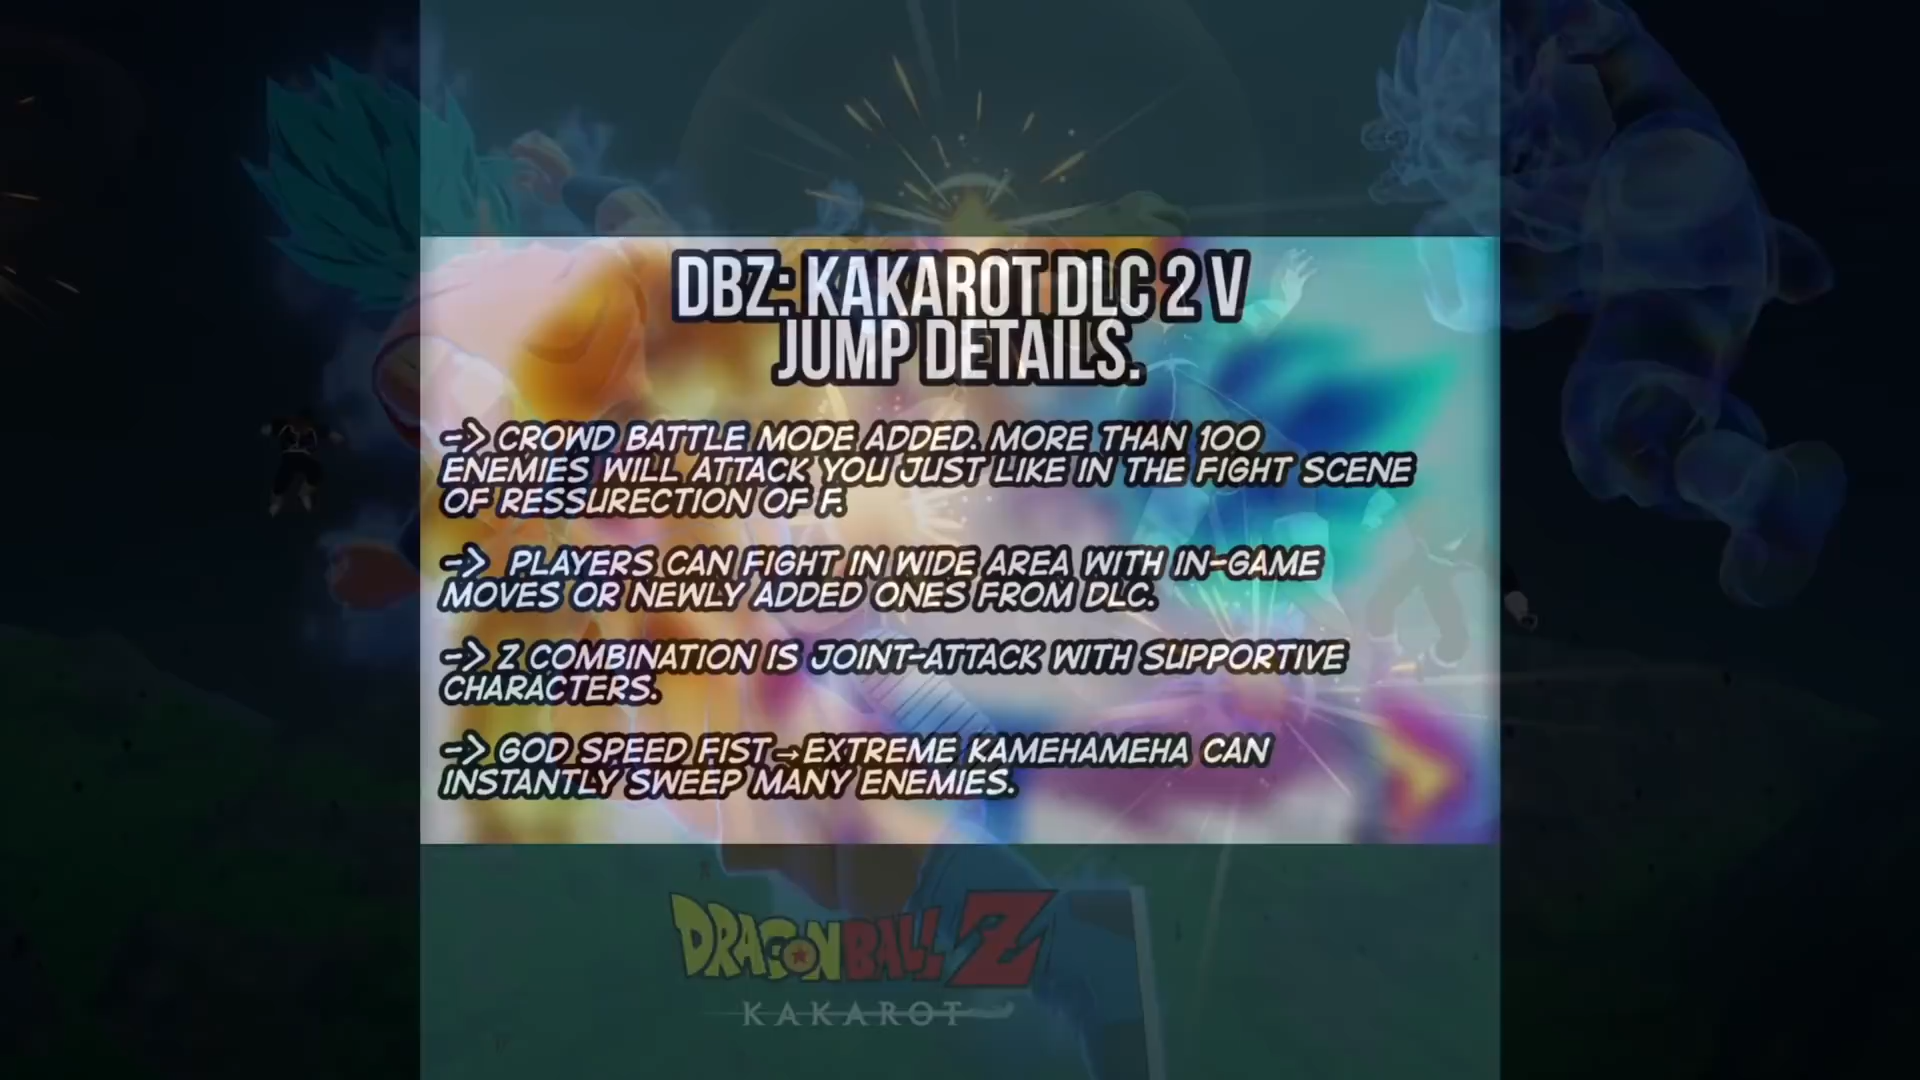 DBZ: KAKAROT DLC 2 V
JUMP DETAILS.
-> CROWD BATTLE MODE ADDED. MORE THAN 100
ENEMIES WILL ATTACK YOU JUST LIKE IN THE FIGHT SCENE
OF RESSURECTION OF F.
-> PLAYERS CAN FIGHT IN WIDE AREA WITH IN-GAME
MOVES OR NEWLY ADDED ONES FROM DLC.
-> Z COMBINATION IS JOINT-ATTACK WITH SUPPORTIVE
CHARACTERS.
-> GOD SPEED FIST→EXTREME KAMEHAMEHA CAN
INSTANTLY SWEEP MANY ENEMIES.
DRAGON BALL Z
KAKAROT